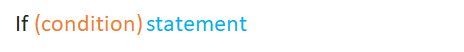 If (condition) statement